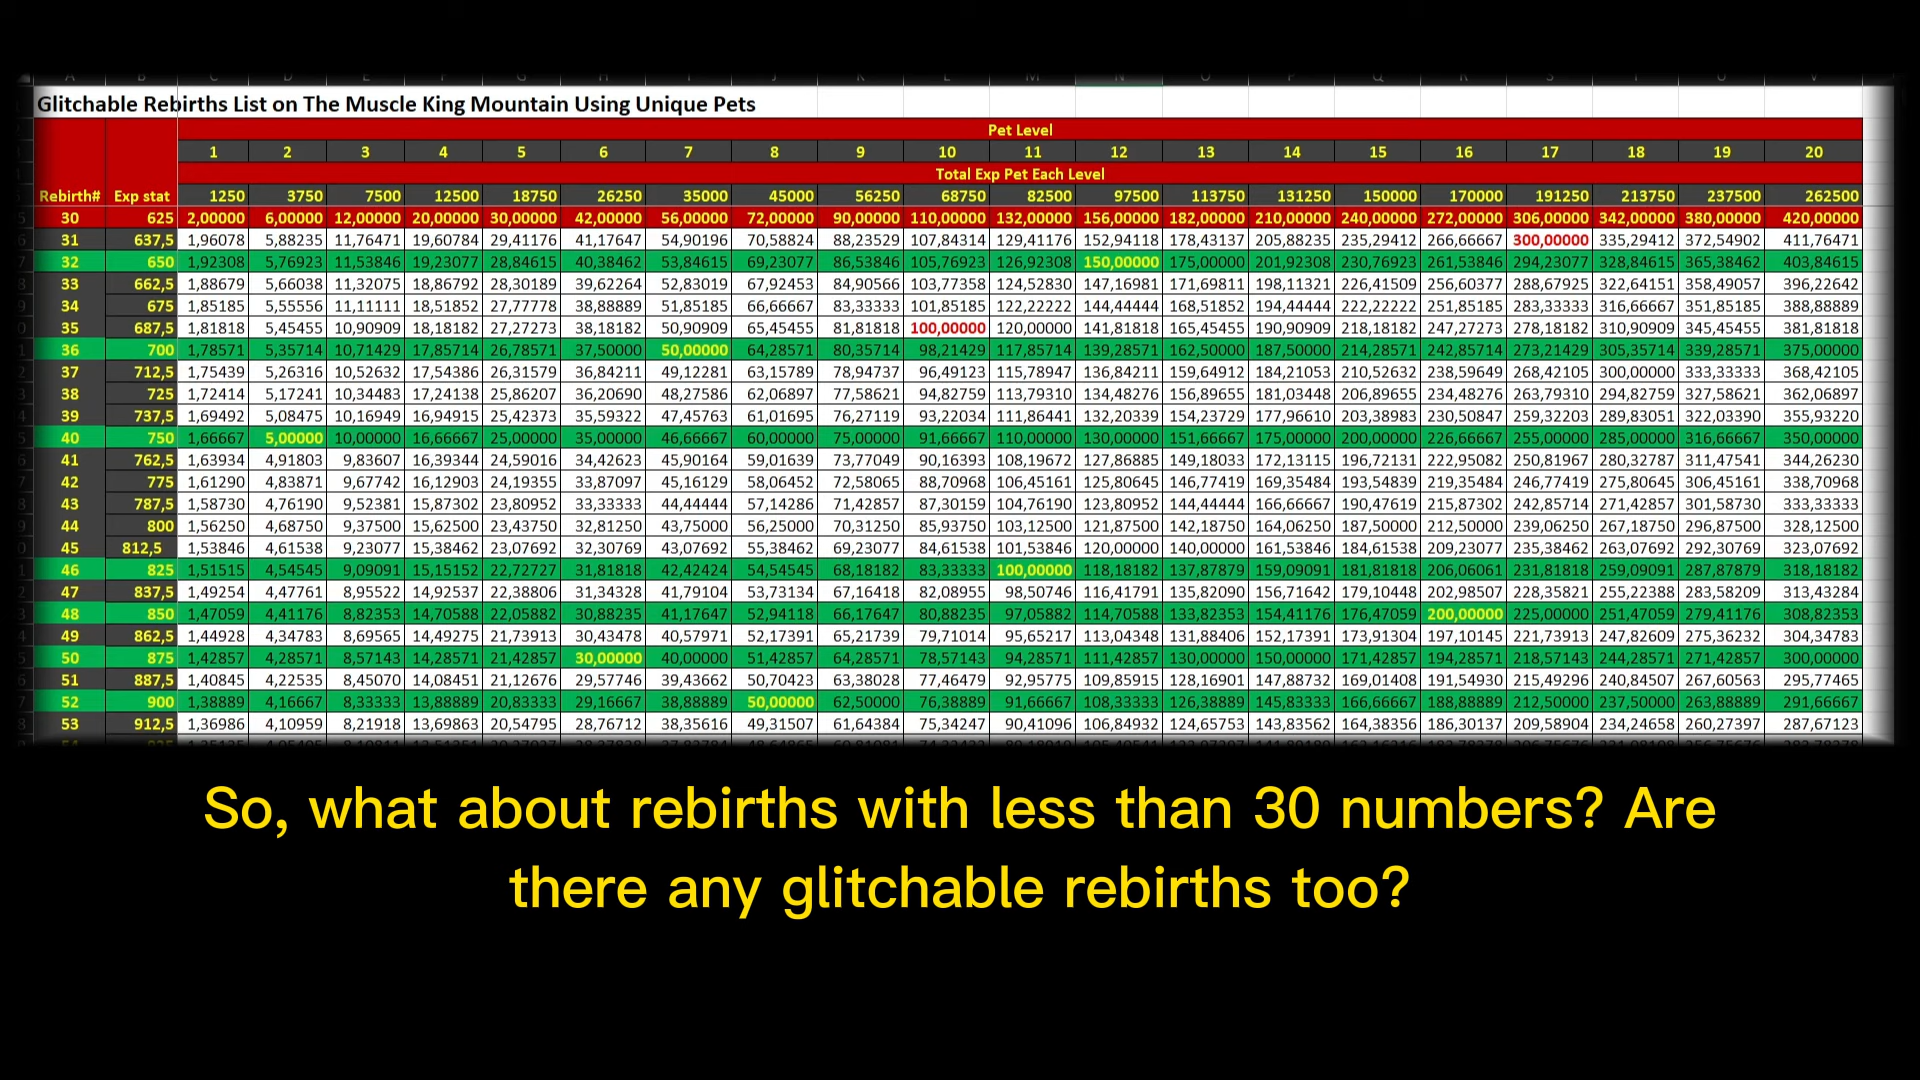 Glitchable Rebirths List on The Muscle King Mountain Using Unique Pets
Pet Level
1 2 3 4 5 6 7 8 9 10 11 12 13 14 15 16 17 18 19 20
Total Exp Pet Each Level
Rebirth# Exp stat 1250 3750 7500 12500 18750 26250 35000 45000 56250 68750 82500 97500 113750 131250 150000 170000 191250 213750 237500 262500
30 625 2,00000 6,00000 12,00000 20,00000 30,00000 42,00000 56,00000 72,00000 90,00000 110,00000 132,00000 156,00000 182,00000 210,00000 240,00000 272,00000 306,00000 342,00000 380,00000 420,00000
31 637,5 1,96078 5,88235 11,76471 19,60784 29,41176 41,17647 54,90196 70,58824 88,23529 107,84314 129,41176 152,94118 178,43137 205,88235 235,29412 266,66667 300,00000 335,29412 372,54902 411,76471
32 650 1,92308 5,76923 11,53846 19,23077 28,84615 40,38462 53,84615 69,23077 86,53846 105,76923 126,92308 150,00000 175,00000 201,92308 230,76923 261,53846 294,23077 328,84615 365,38462 403,84615
33 662,5 1,88679 5,66038 11,32075 18,86792 28,30189 39,62264 52,83019 67,92453 84,90566 103,77358 124,52830 147,16981 171,69811 198,11321 226,41509 256,60377 288,67925 322,64151 358,49057 396,22642
34 675 1,85185 5,55556 11,11111 18,51852 27,77778 38,88889 51,85185 66,66667 83,33333 101,85185 122,22222 144,44444 168,51852 194,44444 222,22222 251,85185 283,33333 316,66667 351,85185 388,88889
35 687,5 1,81818 5,45455 10,90909 18,18182 27,27273 38,18182 50,90909 65,45455 81,81818 100,00000 120,00000 141,81818 165,45455 190,90909 218,18182 247,27273 278,18182 310,90909 345,45455 381,81818
36 700 1,78571 5,35714 10,71429 17,85714 26,78571 37,50000 50,00000 64,28571 80,35714 98,21429 117,85714 139,28571 162,50000 187,50000 214,28571 242,85714 273,21429 305,35714 339,28571 375,00000
37 712,5 1,75439 5,26316 10,52632 17,54386 26,31579 36,84211 49,12281 63,15789 78,94737 96,49123 115,78947 136,84211 159,64912 184,21053 210,52632 238,59649 268,42105 300,00000 333,33333 368,42105
38 725 1,72414 5,17241 10,34483 17,24138 25,86207 36,20690 48,27586 62,06897 77,58621 94,82759 113,79310 134,48276 156,89655 181,03448 206,89655 234,48276 263,79310 294,82759 327,58621 362,06897
39 737,5 1,69492 5,08475 10,16949 16,94915 25,42373 35,59322 47,45763 61,01695 76,27119 93,22034 111,86441 132,20339 154,23729 177,96610 203,38983 230,50847 259,32203 289,83051 322,03390 355,93220
40 750 1,66667 5,00000 10,00000 16,66667 25,00000 35,00000 46,66667 60,00000 75,00000 91,66667 110,00000 130,00000 151,66667 175,00000 200,00000 226,66667 255,00000 285,00000 316,66667 350,00000
41 762,5 1,63934 4,91803 9,83607 16,39344 24,59016 34,42623 45,90164 59,01639 73,77049 90,16393 108,19672 127,86885 149,18033 172,13115 196,72131 222,95082 250,81967 280,32787 311,47541 344,26230
42 775 1,61290 4,83871 9,67742 16,12903 24,19355 33,87097 45,16129 58,06452 72,58065 88,70968 106,45161 125,80645 146,77419 169,35484 193,54839 219,35484 246,77419 275,80645 306,45161 338,70968
43 787,5 1,58730 4,76190 9,52381 15,87302 23,80952 33,33333 44,44444 57,14286 71,42857 87,30159 104,76190 123,80952 144,44444 166,66667 190,47619 215,87302 242,85714 271,42857 301,58730 333,33333
44 800 1,56250 4,68750 9,37500 15,62500 23,43750 32,81250 43,75000 56,25000 70,31250 85,93750 103,12500 121,87500 142,18750 164,06250 187,50000 212,50000 239,06250 267,18750 296,87500 328,12500
45 812,5 1,53846 4,61538 9,23077 15,38462 23,07692 32,30769 43,07692 55,38462 69,23077 84,61538 101,53846 120,00000 140,00000 161,53846 184,61538 209,23077 235,38462 263,07692 292,30769 323,07692
46 825 1,51515 4,54545 9,09091 15,15152 22,72727 31,81818 42,42424 54,54545 68,18182 83,33333 100,00000 118,18182 137,87879 159,09091 181,81818 206,06061 231,81818 259,09091 287,87879 318,18182
47 837,5 1,49254 4,47761 8,95522 14,92537 22,38806 31,34328 41,79104 53,73134 67,16418 82,08955 98,50746 116,41791 135,82090 156,71642 179,10448 202,98507 228,35821 255,22388 283,58209 313,43284
48 850 1,47059 4,41176 8,82353 14,70588 22,05882 30,88235 41,17647 52,94118 66,17647 80,88235 97,05882 114,70588 133,82353 154,41176 176,47059 200,00000 225,00000 251,47059 279,41176 308,82353
49 862,5 1,44928 4,34783 8,69565 14,49275 21,73913 30,43478 40,57971 52,17391 65,21739 79,71014 95,65217 113,04348 131,88406 152,17391 173,91304 197,10145 221,73913 247,82609 275,36232 304,34783
50 875 1,42857 4,28571 8,57143 14,28571 21,42857 30,00000 40,00000 51,42857 64,28571 78,57143 94,28571 111,42857 130,00000 150,00000 171,42857 194,28571 218,57143 244,28571 271,42857 300,00000
51 887,5 1,40845 4,22535 8,45070 14,08451 21,12676 29,57746 39,43662 50,70423 63,38028 77,46479 92,95775 109,85915 128,16901 147,88732 169,01408 191,54930 215,49296 240,84507 267,60563 295,77465
52 900 1,38889 4,16667 8,33333 13,88889 20,83333 29,16667 38,88889 50,00000 62,50000 76,38889 91,66667 108,33333 126,38889 145,83333 166,66667 188,88889 212,50000 237,50000 263,88889 291,66667
53 912,5 1,36986 4,10959 8,21918 13,69863 20,54795 28,76712 38,35616 49,31507 61,64384 75,34247 90,41096 106,84932 124,65753 143,83562 164,38356 186,30137 209,58904 234,24658 260,27397 287,67123
So, what about rebirths with less than 30 numbers? Are
there any glitchable rebirths too?